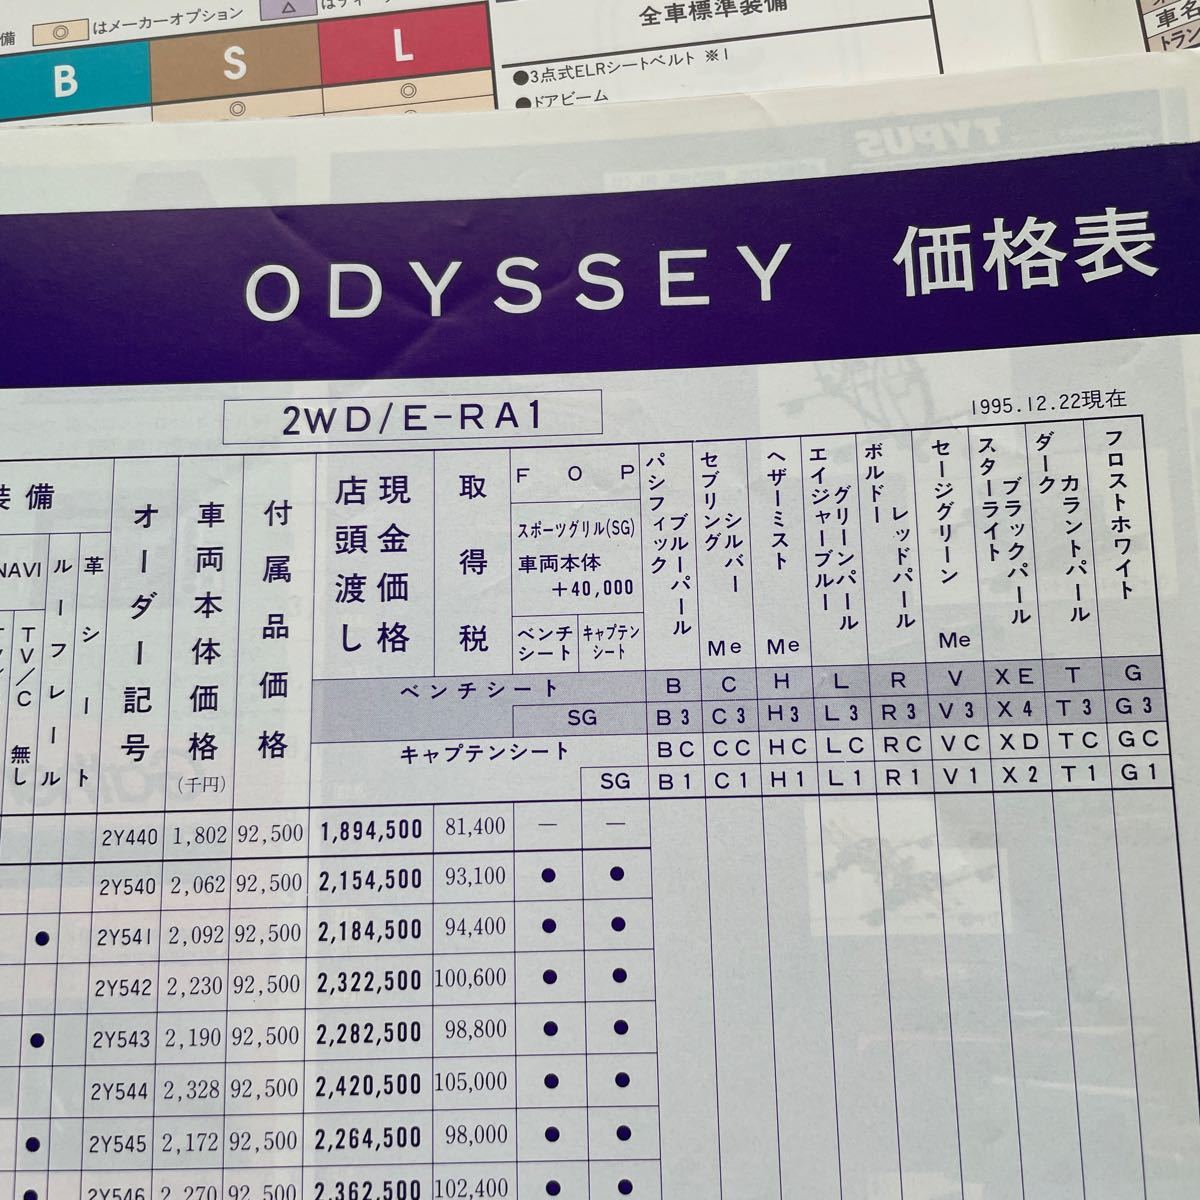 備 ◎ はメーカーオプション △
B S L
◎ ◎
全車標準装備
●3点式ELRシートベルト ※1
●ドアビーム
車名
トラン
TYPUS
ODYSSEY 価格表
2WD/E-RA1
1995.12.22現在
装備
NAVI
TV/C
無し
ルーフレール
革シート
オーダー記号
車両本体価格
(千円)
付属品価格
店頭渡し現金価格
取得税
FOP
スポーツグリル(SG)
車両本体
+40,000
ベンチシート
キャプテンシート
パシフィックブルーパール
セブリングシルバー Me
ヘザーミスト Me
エイジャーブルーグリーンパール
ボルドーレッドパール
セージグリーン Me
スターライトブラックパール
ダークカラントパール
フロストホワイト
ベンチシート B C H L R V XE T G
SG B3 C3 H3 L3 R3 V3 X4 T3 G3
キャプテンシート BC CC HC LC RC VC XD TC GC
SG B1 C1 H1 L1 R1 V1 X2 T1 G1
2Y440 1,802 92,500 1,894,500 81,400 — —
2Y540 2,062 92,500 2,154,500 93,100 ● ●
● 2Y541 2,092 92,500 2,184,500 94,400 ● ●
2Y542 2,230 92,500 2,322,500 100,600 ● ●
● 2Y543 2,190 92,500 2,282,500 98,800 ● ●
2Y544 2,328 92,500 2,420,500 105,000 ● ●
● 2Y545 2,172 92,500 2,264,500 98,000 ● ●
● 2Y546 2,270 92,500 2,362,500 102,400 ● ●